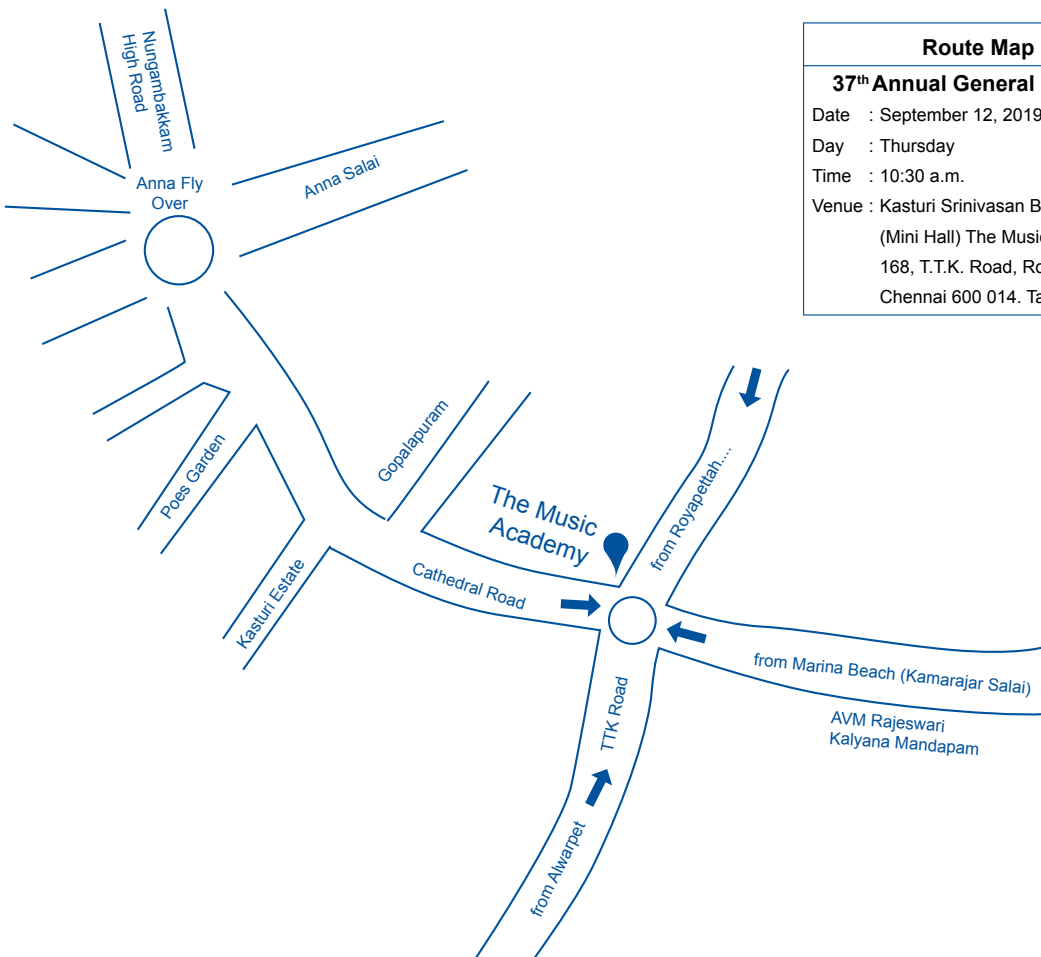 Nungambakkam
High Road
Anna Fly
Over
Anna Salai
Route Map
37th Annual General
Date : September 12, 2019
Day : Thursday
Time : 10:30 a.m.
Venue : Kasturi Srinivasan
(Mini Hall) The
168, T.T.K. Road,
Chennai 600 014.
Poes Garden
Kasturi Estate
Gopalapuram
The Music
Academy
Cathedral Road
from Royapettah....
from Marina Beach (Kamarajar Salai)
AVM Rajeswari
Kalyana Mandapam
TTK Road
from Alwarpet